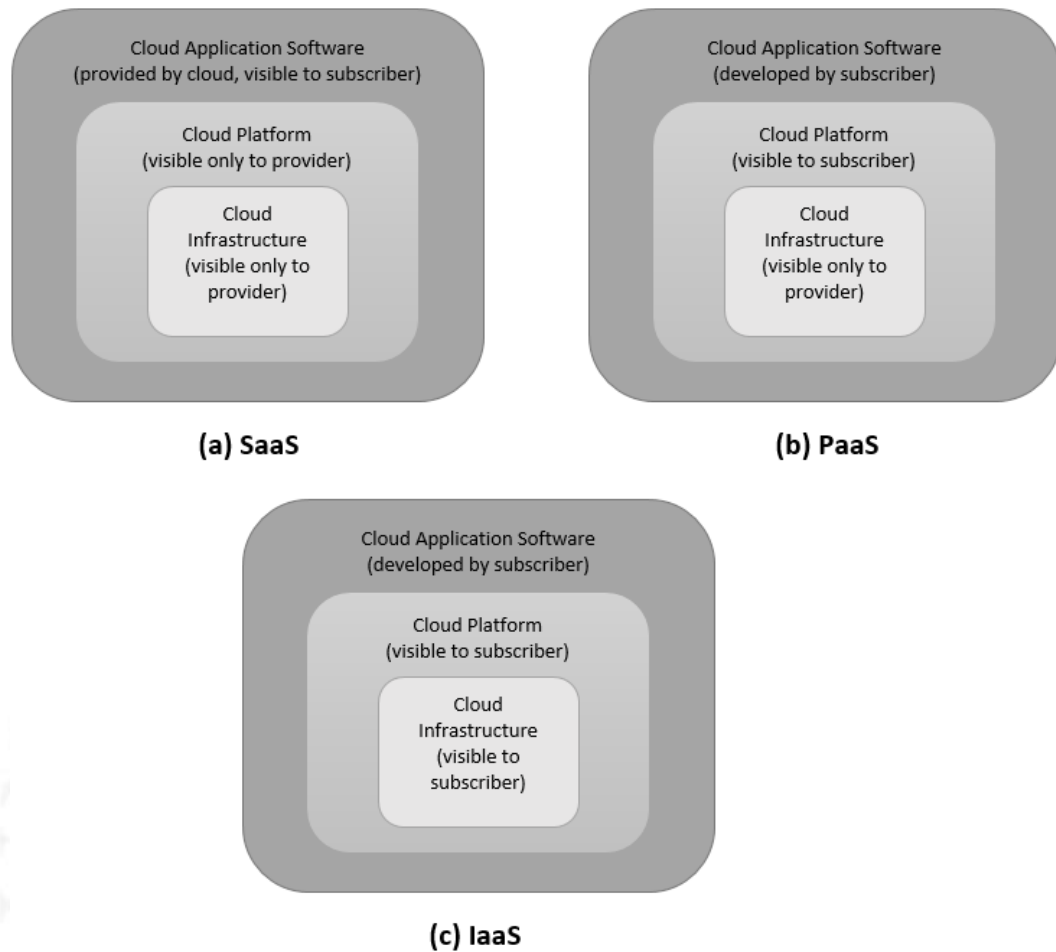 Cloud Application Software
(provided by cloud, visible to subscriber)
Cloud Platform
(visible only to provider)
Cloud
Infrastructure
(visible only to
provider)
(a) SaaS
Cloud Application Software
(developed by subscriber)
Cloud Platform
(visible to subscriber)
Cloud
Infrastructure
(visible only to
provider)
(b) PaaS
Cloud Application Software
(developed by subscriber)
Cloud Platform
(visible to subscriber)
Cloud
Infrastructure
(visible to
subscriber)
(c) IaaS